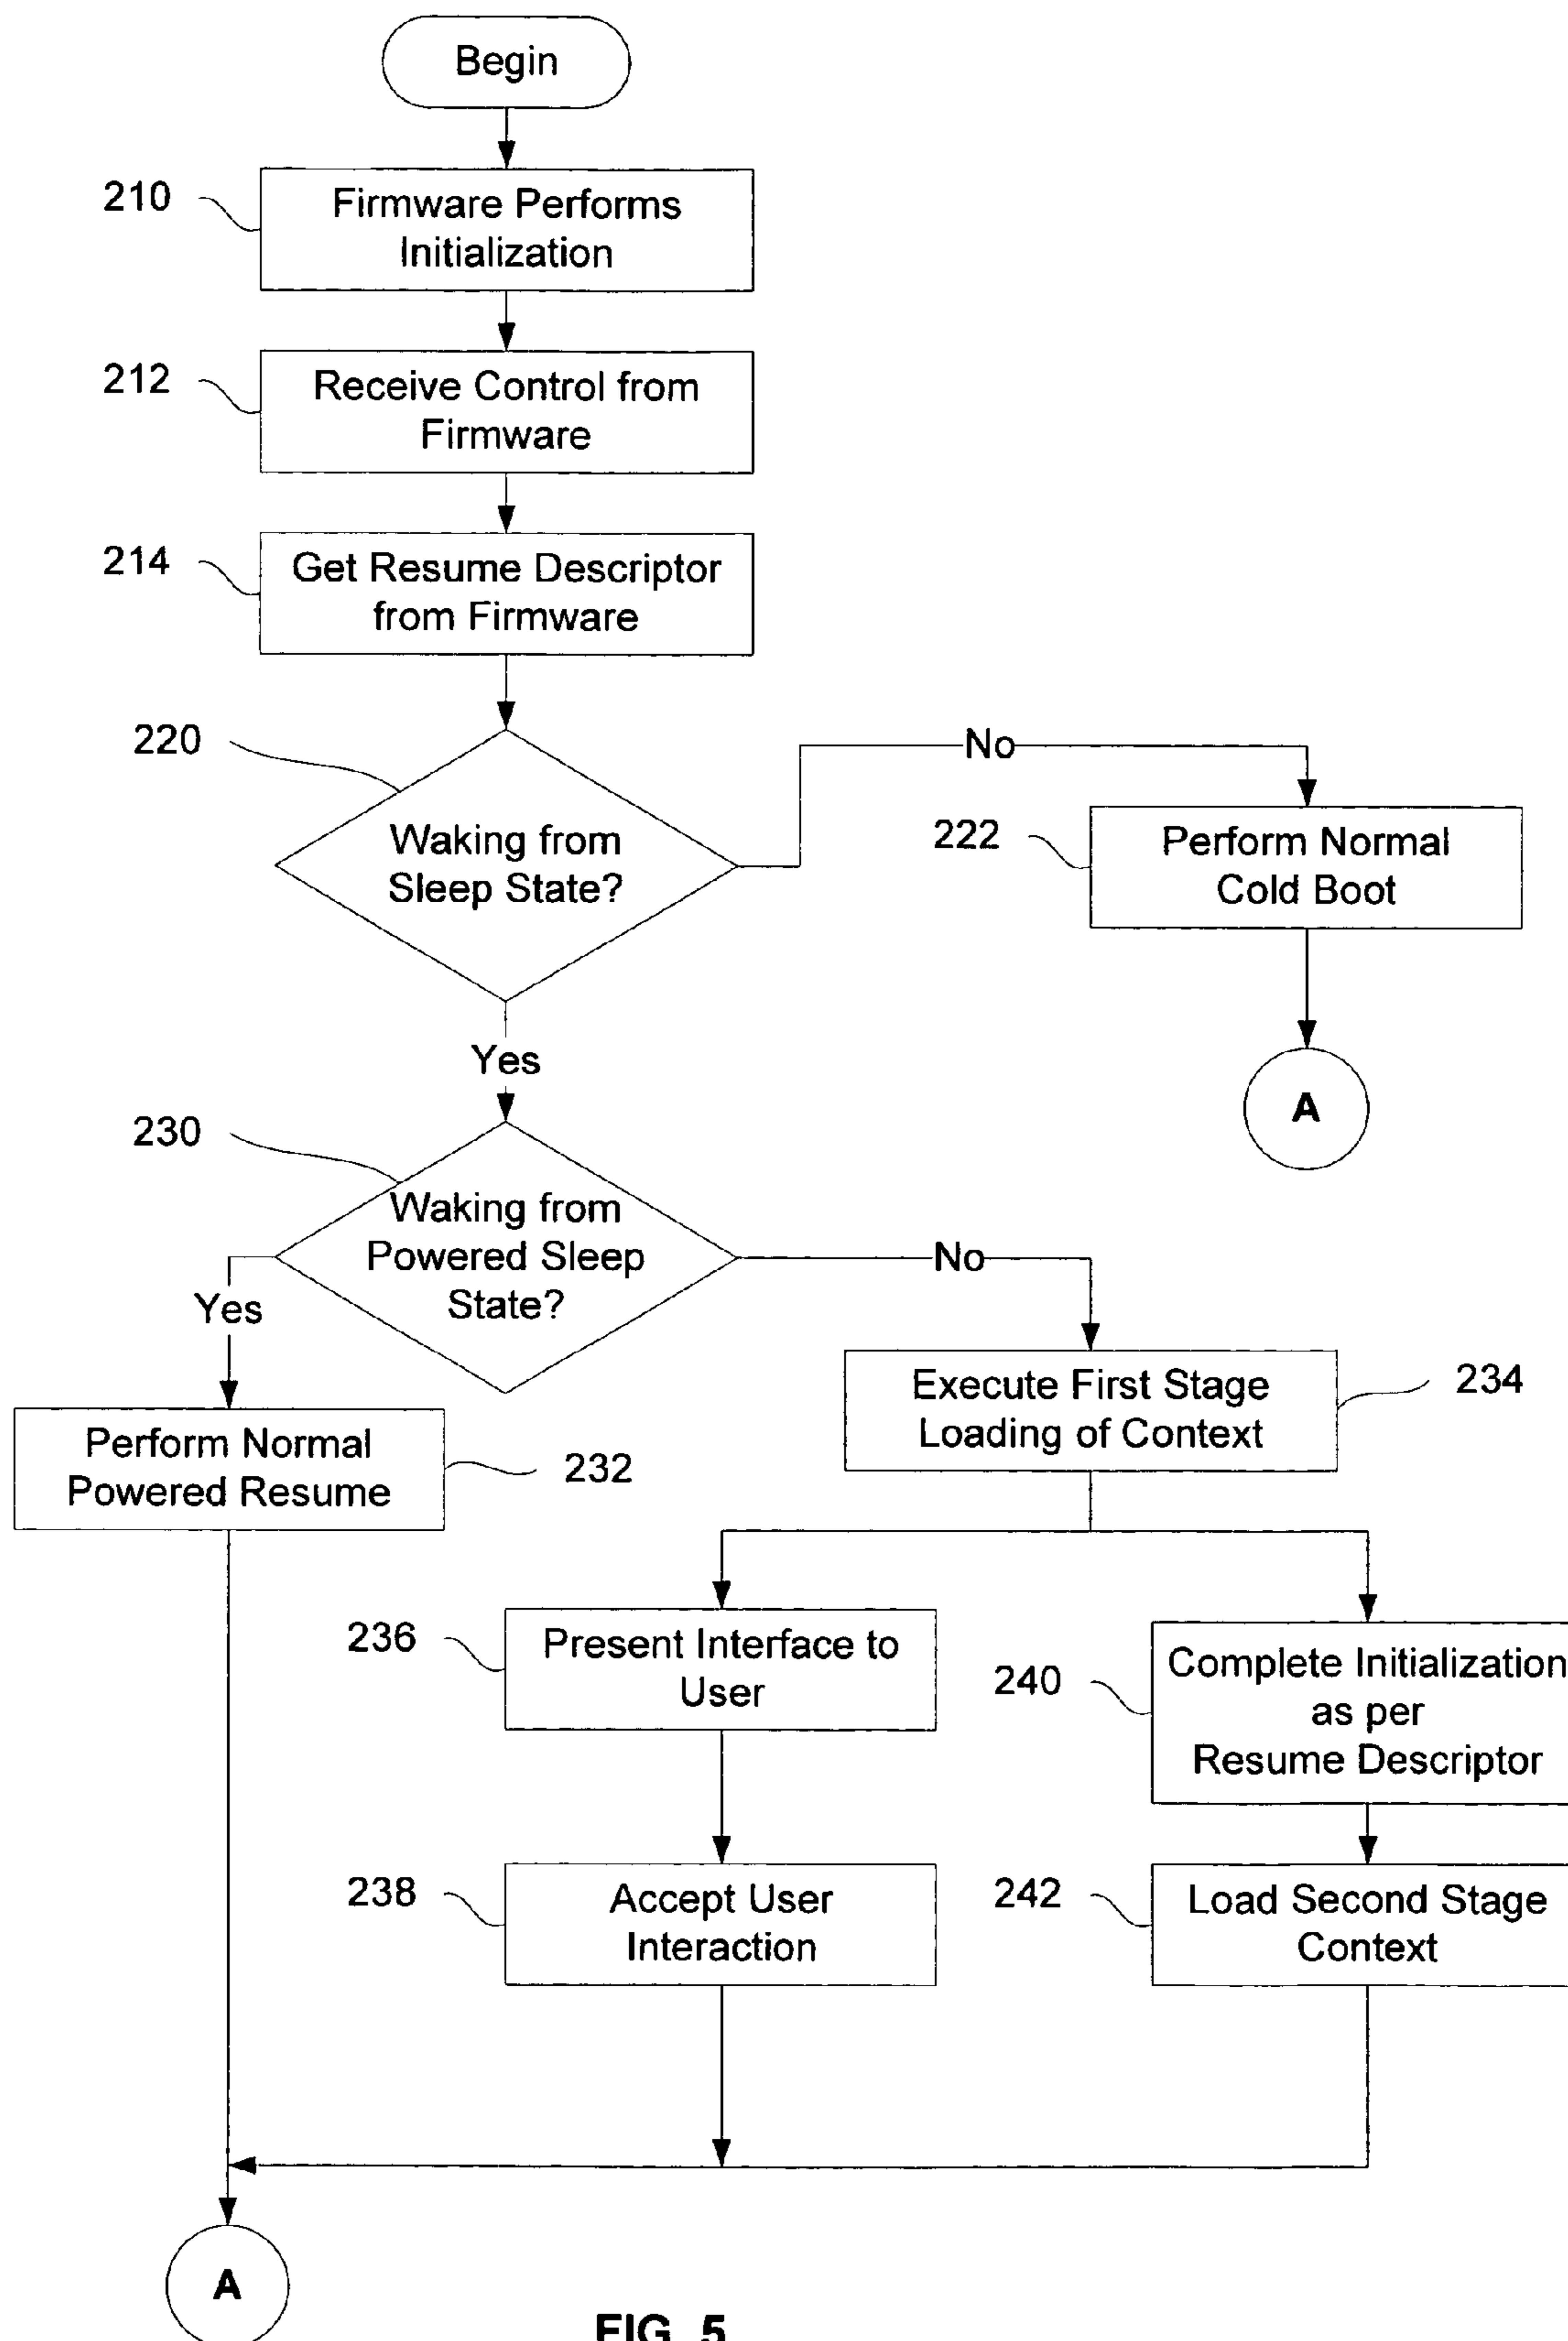 Begin
210
Firmware Performs
Initialization
212
Receive Control from
Firmware
214
Get Resume Descriptor
from Firmware
220
Waking from
Sleep State?
No
222
Perform Normal
Cold Boot
A
Yes
230
Waking from
Powered Sleep
State?
Yes
No
Perform Normal
Powered Resume
232
Execute First Stage
Loading of Context
234
236
Present Interface to
User
240
Complete Initialization
as per
Resume Descriptor
238
Accept User
Interaction
242
Load Second Stage
Context
A
FIG. 5